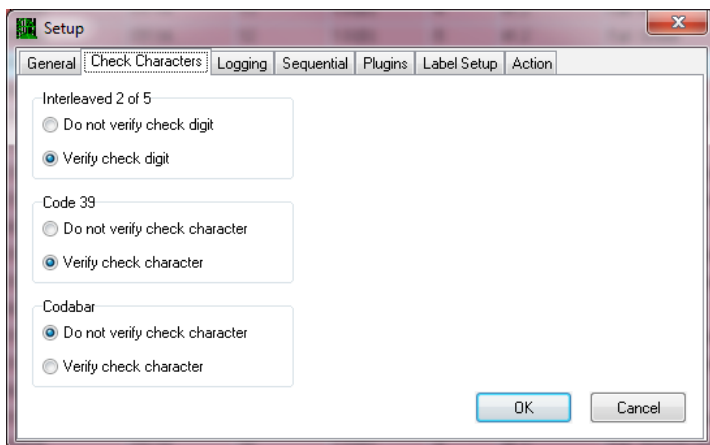 Setup
General Check Characters Logging Sequential Plugins Label Setup Action
Interleaved 2 of 5
Do not verify check digit
Verify check digit
Code 39
Do not verify check character
Verify check character
Codabar
Do not verify check character
Verify check character
OK Cancel